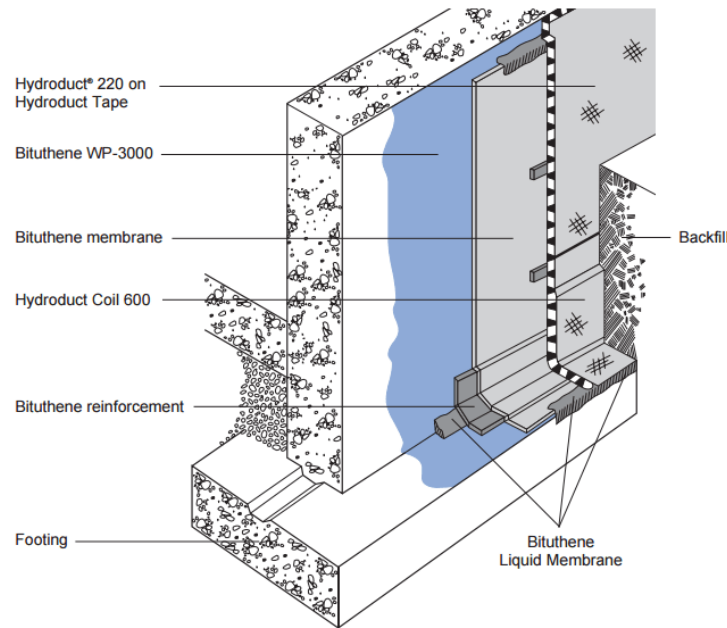 Hydroduct® 220 on
Hydroduct Tape
Bituthene WP-3000
Bituthene membrane
Backfill
Hydroduct Coil 600
Bituthene reinforcement
Footing
Bituthene
Liquid Membrane